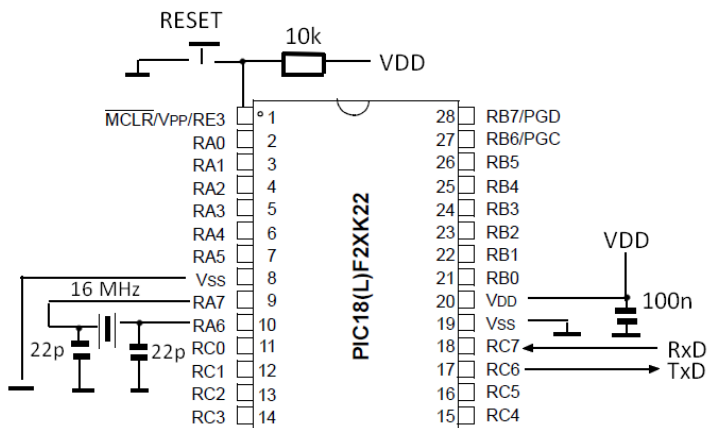 RESET
10k
VDD
MCLR/VPP/RE3 1 28 RB7/PGD
RA0 2 27 RB6/PGC
RA1 3 26 RB5
RA2 4 25 RB4
RA3 5 24 RB3
RA4 6 23 RB2
RA5 7 22 RB1
VSS 8 21 RB0
RA7 9 20 VDD
RA6 10 19 VSS
RC0 11 18 RC7
RC1 12 17 RC6
RC2 13 16 RC5
RC3 14 15 RC4
PIC18(L)F2XK22
16 MHz
22p
22p
VDD
100n
RxD
TxD